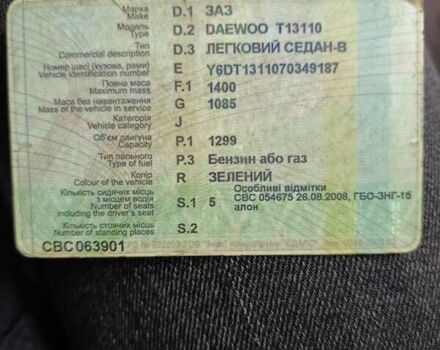 Марка D.1 ЗАЗ
Make
Модель D.2 DAEWOO T13110
Type
Тип D.3 ЛЕГКОВИЙ СЕДАН-В
Commercial description
Номер шасі (кузова, рами) E Y6DT1311070349187
Vehicle identification number
Повна маса F.1 1400
Maximum mass
Маса без навантаження G 1085
Mass of the vehicle in service
Категорія J
Vehicle category
Об'єм двигуна P.1 1299
Capacity
Тип пального P.3 Бензин або газ
Type of fuel
Колір R ЗЕЛЕНИЙ
Colour of the vehicle
Кількість сидячих місць Особливі відмітки
з місцем водія S.1 5 СВС 054675 26.08.2008, ГБО-ЗНГ-1б
Number of seats алон
including the driver's seat
Кількість стоячих місць S.2
Number of standing places
СВС 063901